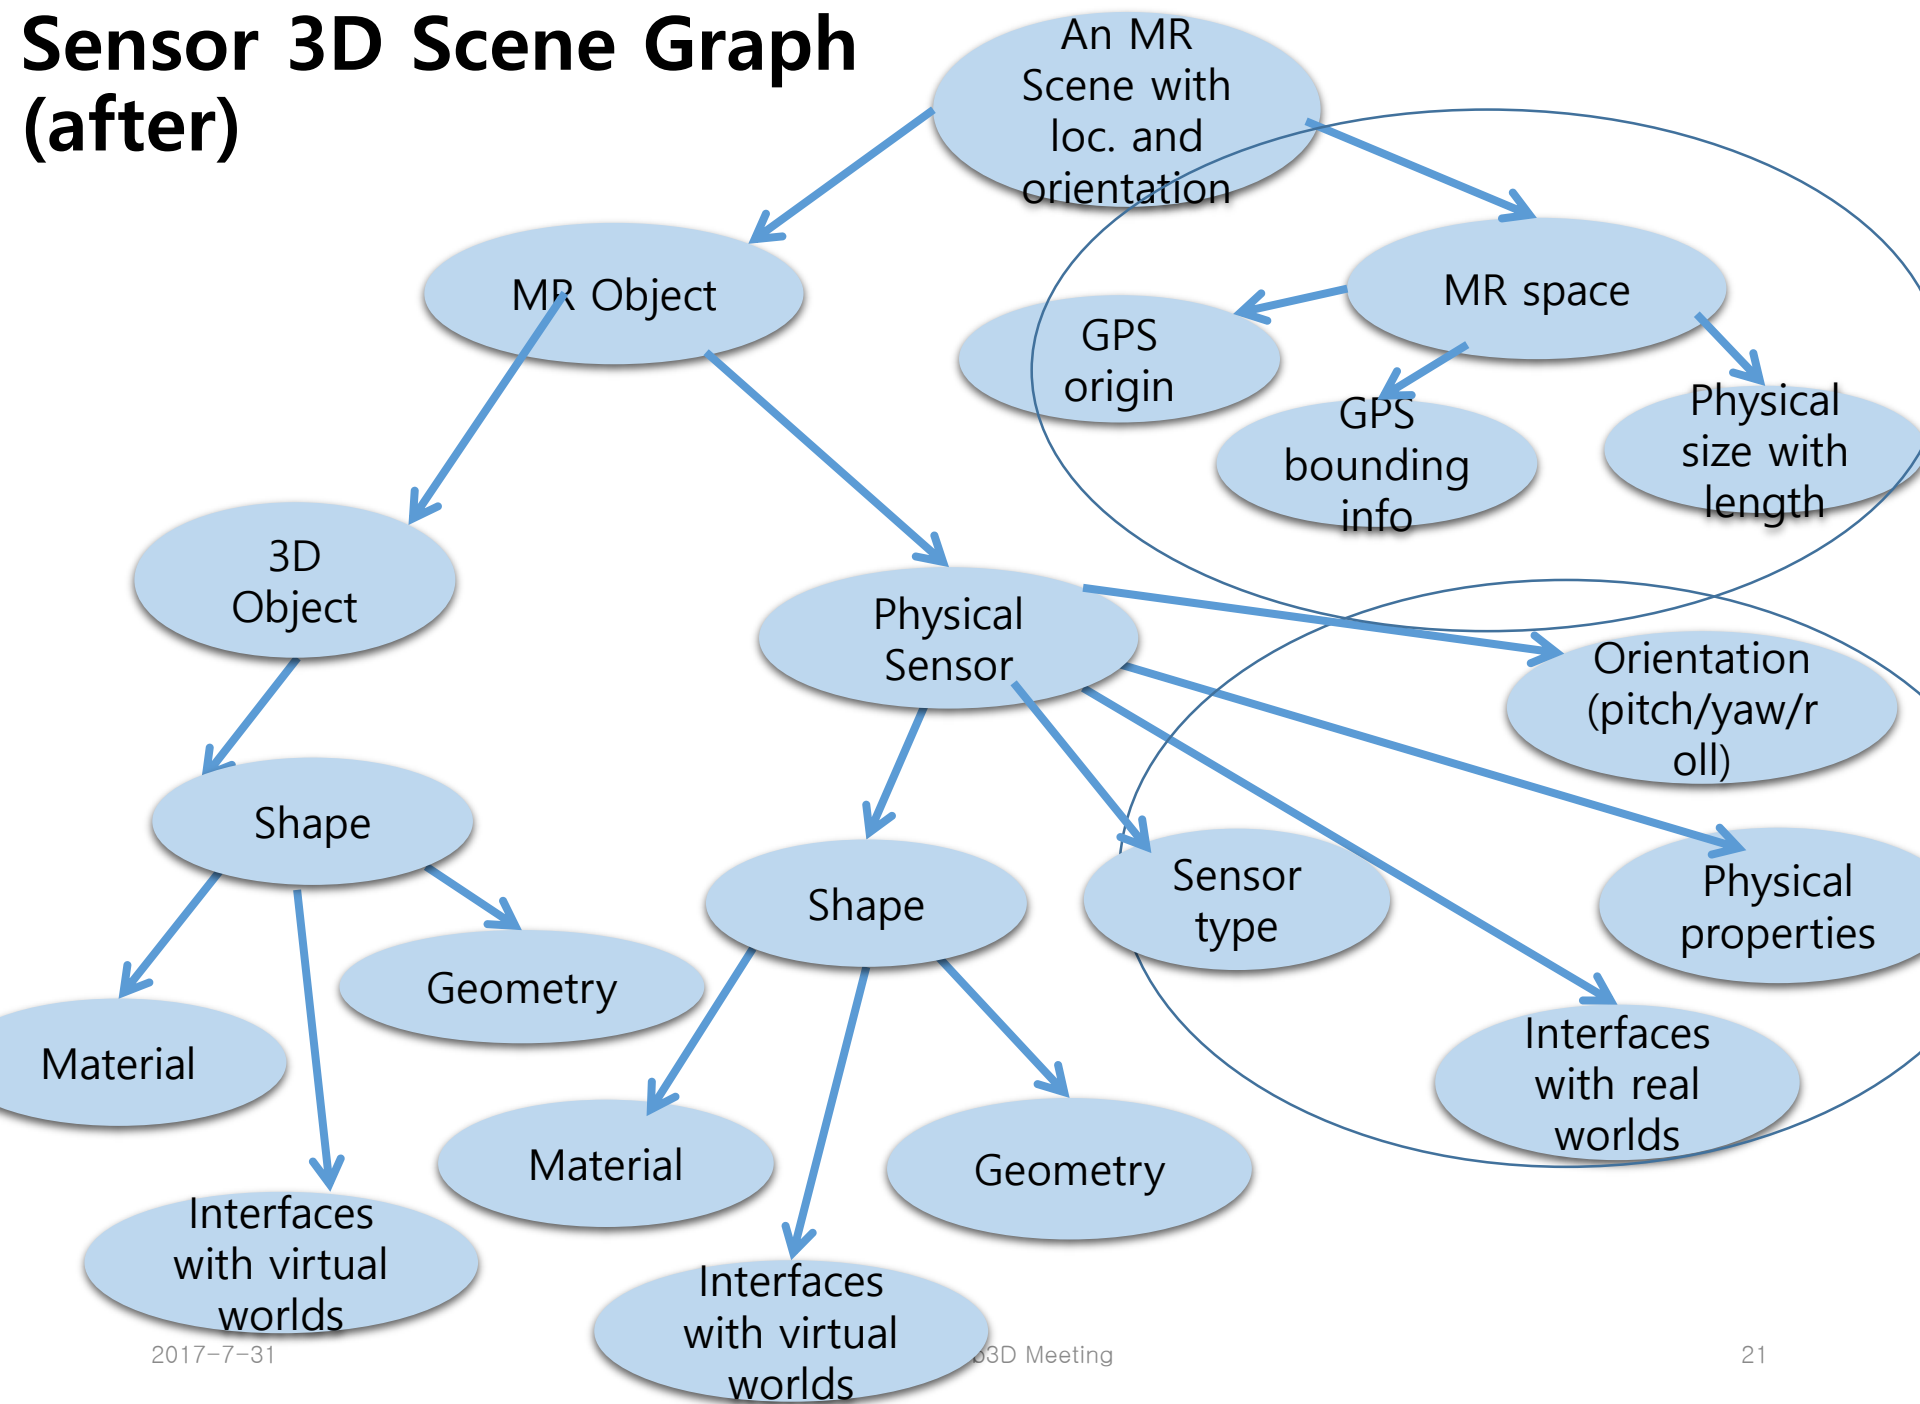 Sensor 3D Scene Graph
(after)
An MR
Scene with
loc. and
orientation
MR Object
MR space
GPS
origin
GPS
bounding
info
Physical
size with
length
3D
Object
Physical
Sensor
Orientation
(pitch/yaw/r
oll)
Shape
Shape
Sensor
type
Physical
properties
Geometry
Material
Interfaces
with real
worlds
Material
Geometry
Interfaces
with virtual
worlds
Interfaces
with virtual
worlds
2017-7-31
3D Meeting
21